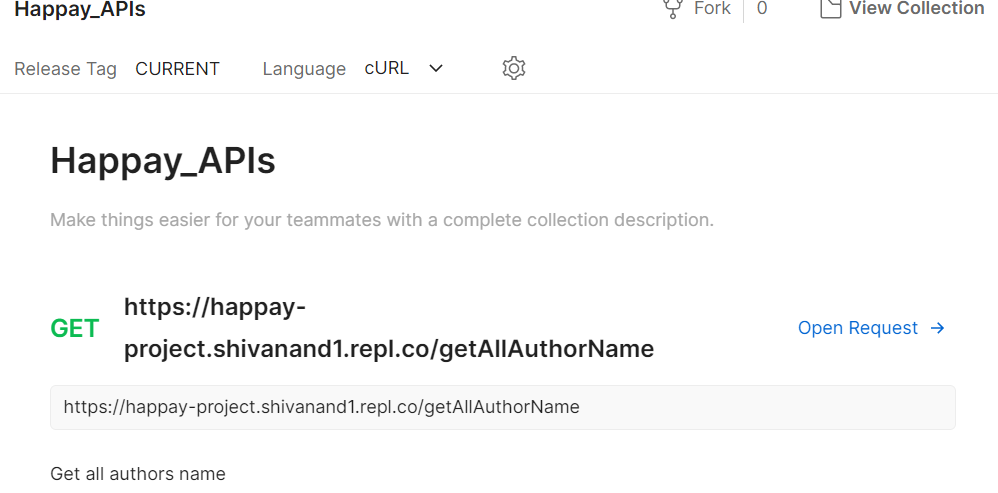 Happay_APIs Fork 0 View Collection
Release Tag CURRENT Language cURL
Happay_APIs
Make things easier for your teammates with a complete collection description.
GET https://happay-
project.shivanand1.repl.co/getAllAuthorName
Open Request →
https://happay-project.shivanand1.repl.co/getAllAuthorName
Get all authors name